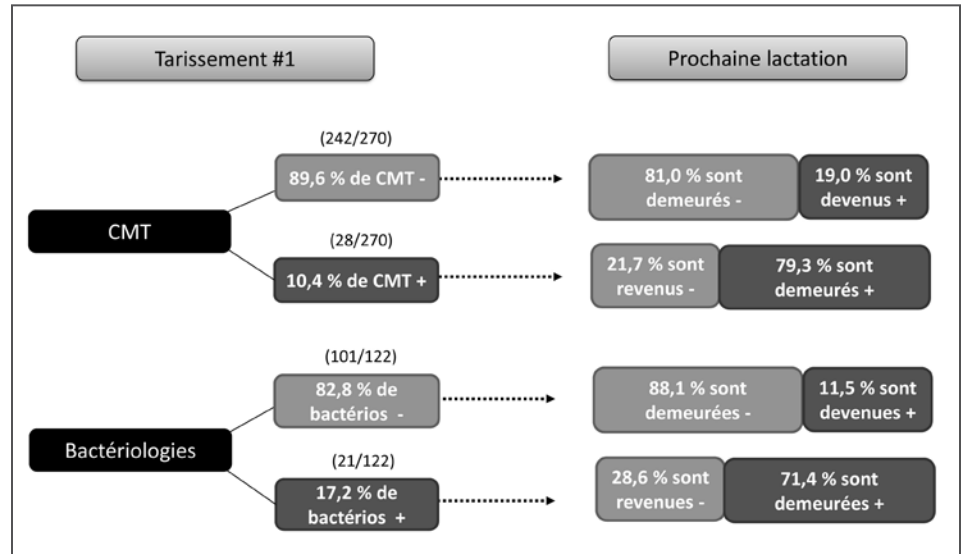 Tarissement #1
Prochaine lactation
(242/270)
89,6 % de CMT -
81,0 % sont
demeurés -
19,0 % sont
devenus +
CMT
(28/270)
10,4 % de CMT +
21,7 % sont
revenus -
79,3 % sont
demeurés +
(101/122)
82,8 % de
bactérios -
88,1 % sont
demeurées -
11,5 % sont
devenues +
Bactériologies
(21/122)
17,2 % de
bactérios +
28,6 % sont
revenues -
71,4 % sont
demeurées +